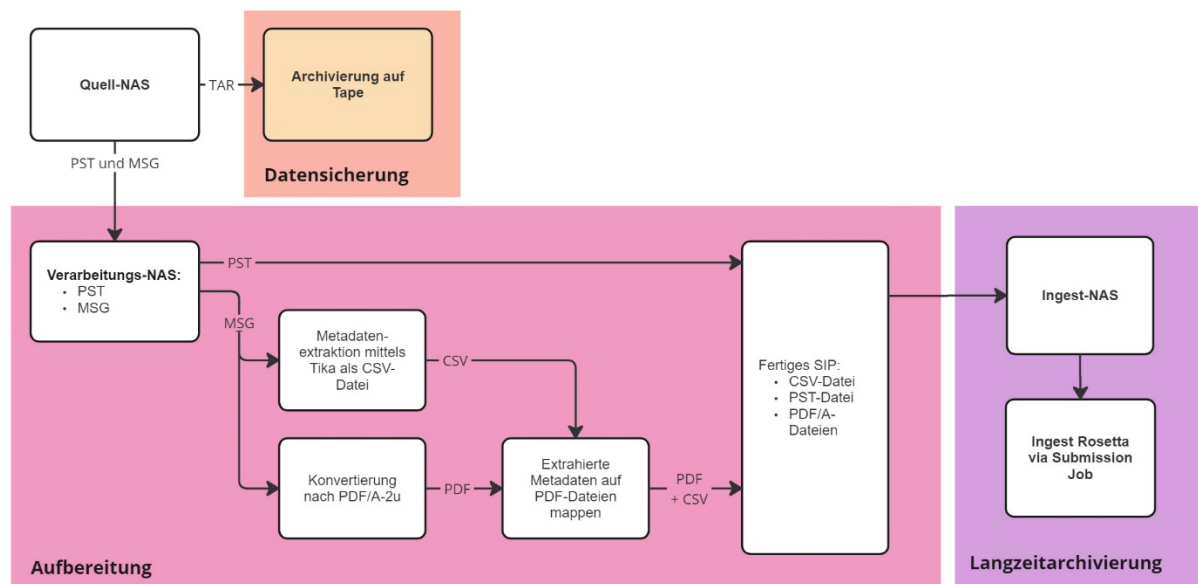 Quell-NAS
TAR
Archivierung auf
Tape
PST und MSG
Datensicherung
Verarbeitungs-NAS:
• PST
• MSG
PST
MSG
Metadaten-
extraktion mittels
Tika als CSV-
Datei
CSV
Konvertierung
nach PDF/A-2u
PDF
Extrahierte
Metadaten auf
PDF-Dateien
mappen
PDF
+ CSV
Fertiges SIP:
• CSV-Datei
• PST-Datei
• PDF/A-
Dateien
Aufbereitung
Ingest-NAS
Ingest Rosetta
via Submission
Job
Langzeitarchivierung